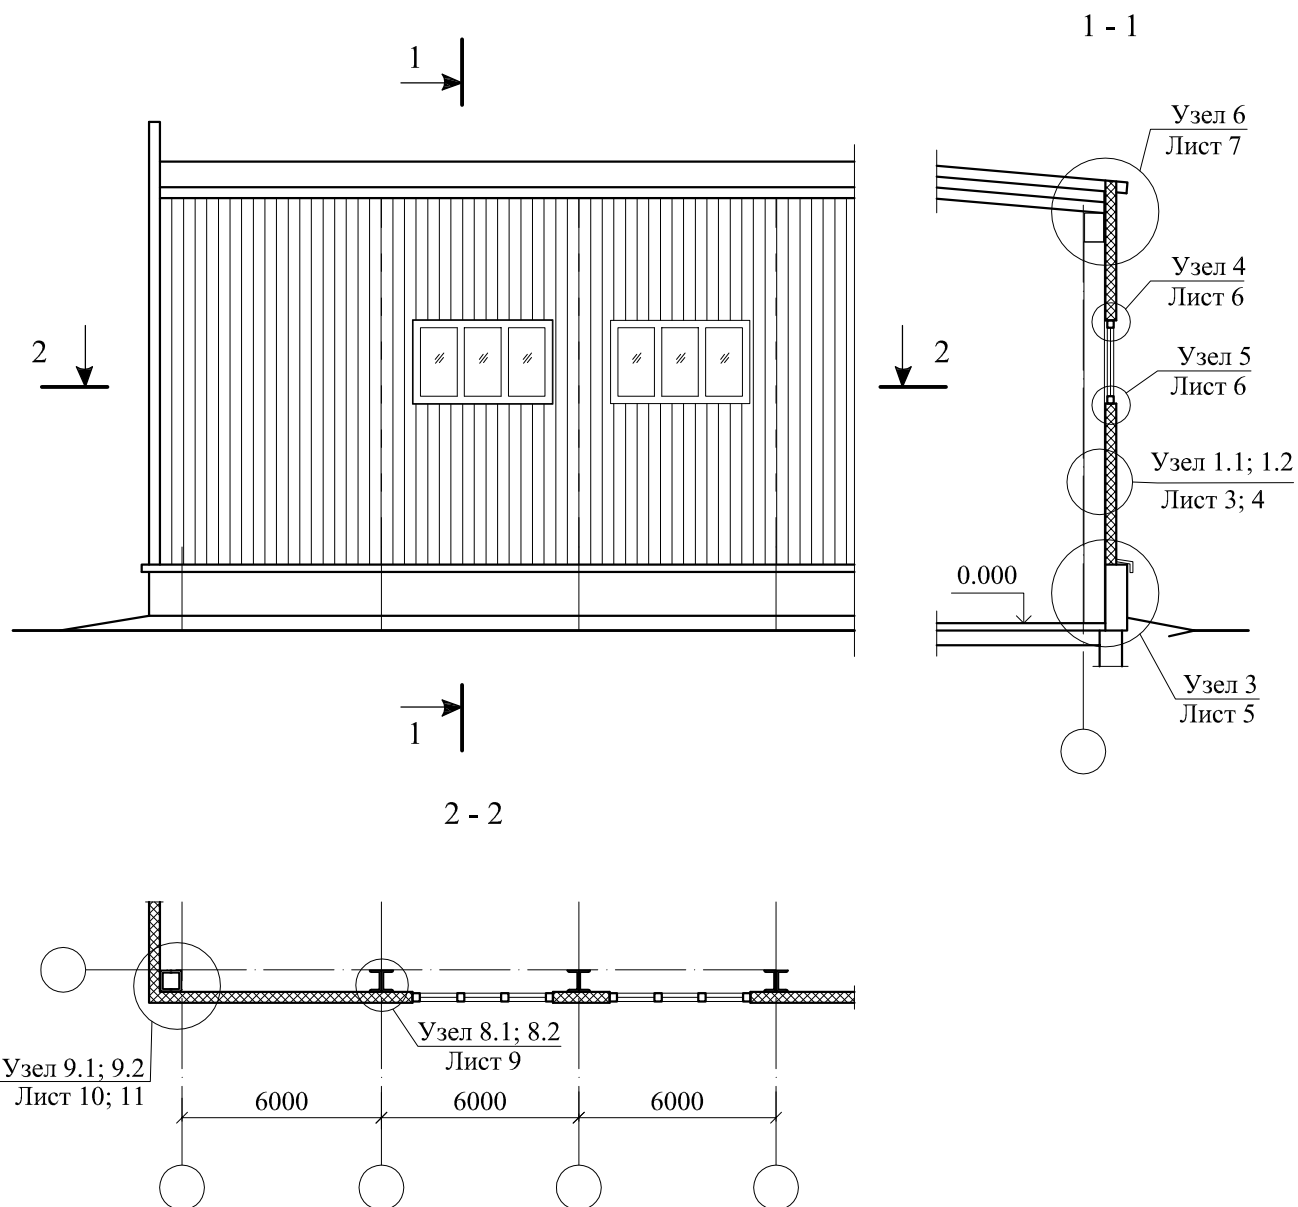 1
1 - 1
Узел 6
Лист 7
Узел 4
Лист 6
2
2
Узел 5
Лист 6
Узел 1.1; 1.2
Лист 3; 4
0.000
Узел 3
Лист 5
1
2 - 2
Узел 8.1; 8.2
Лист 9
Узел 9.1; 9.2
Лист 10; 11
6000
6000
6000